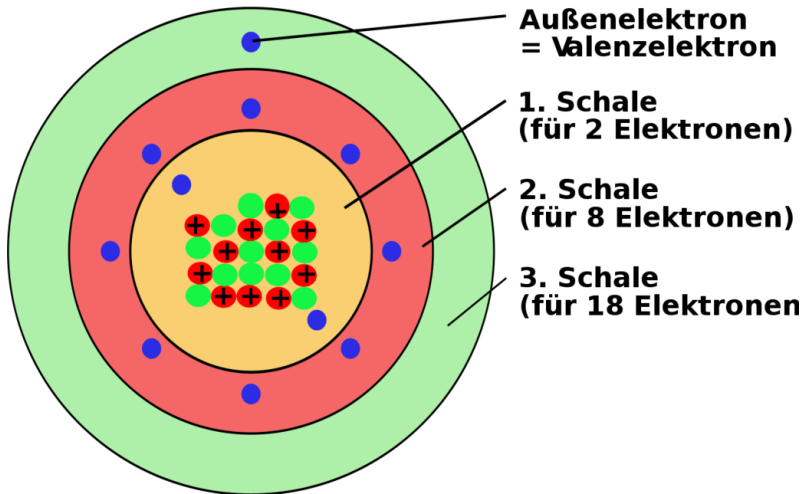 Außenelektron
= Valenzelektron
1. Schale
(für 2 Elektronen)
2. Schale
(für 8 Elektronen)
3. Schale
(für 18 Elektronen
+
+
+
+
+
+
+
+
+
+
+